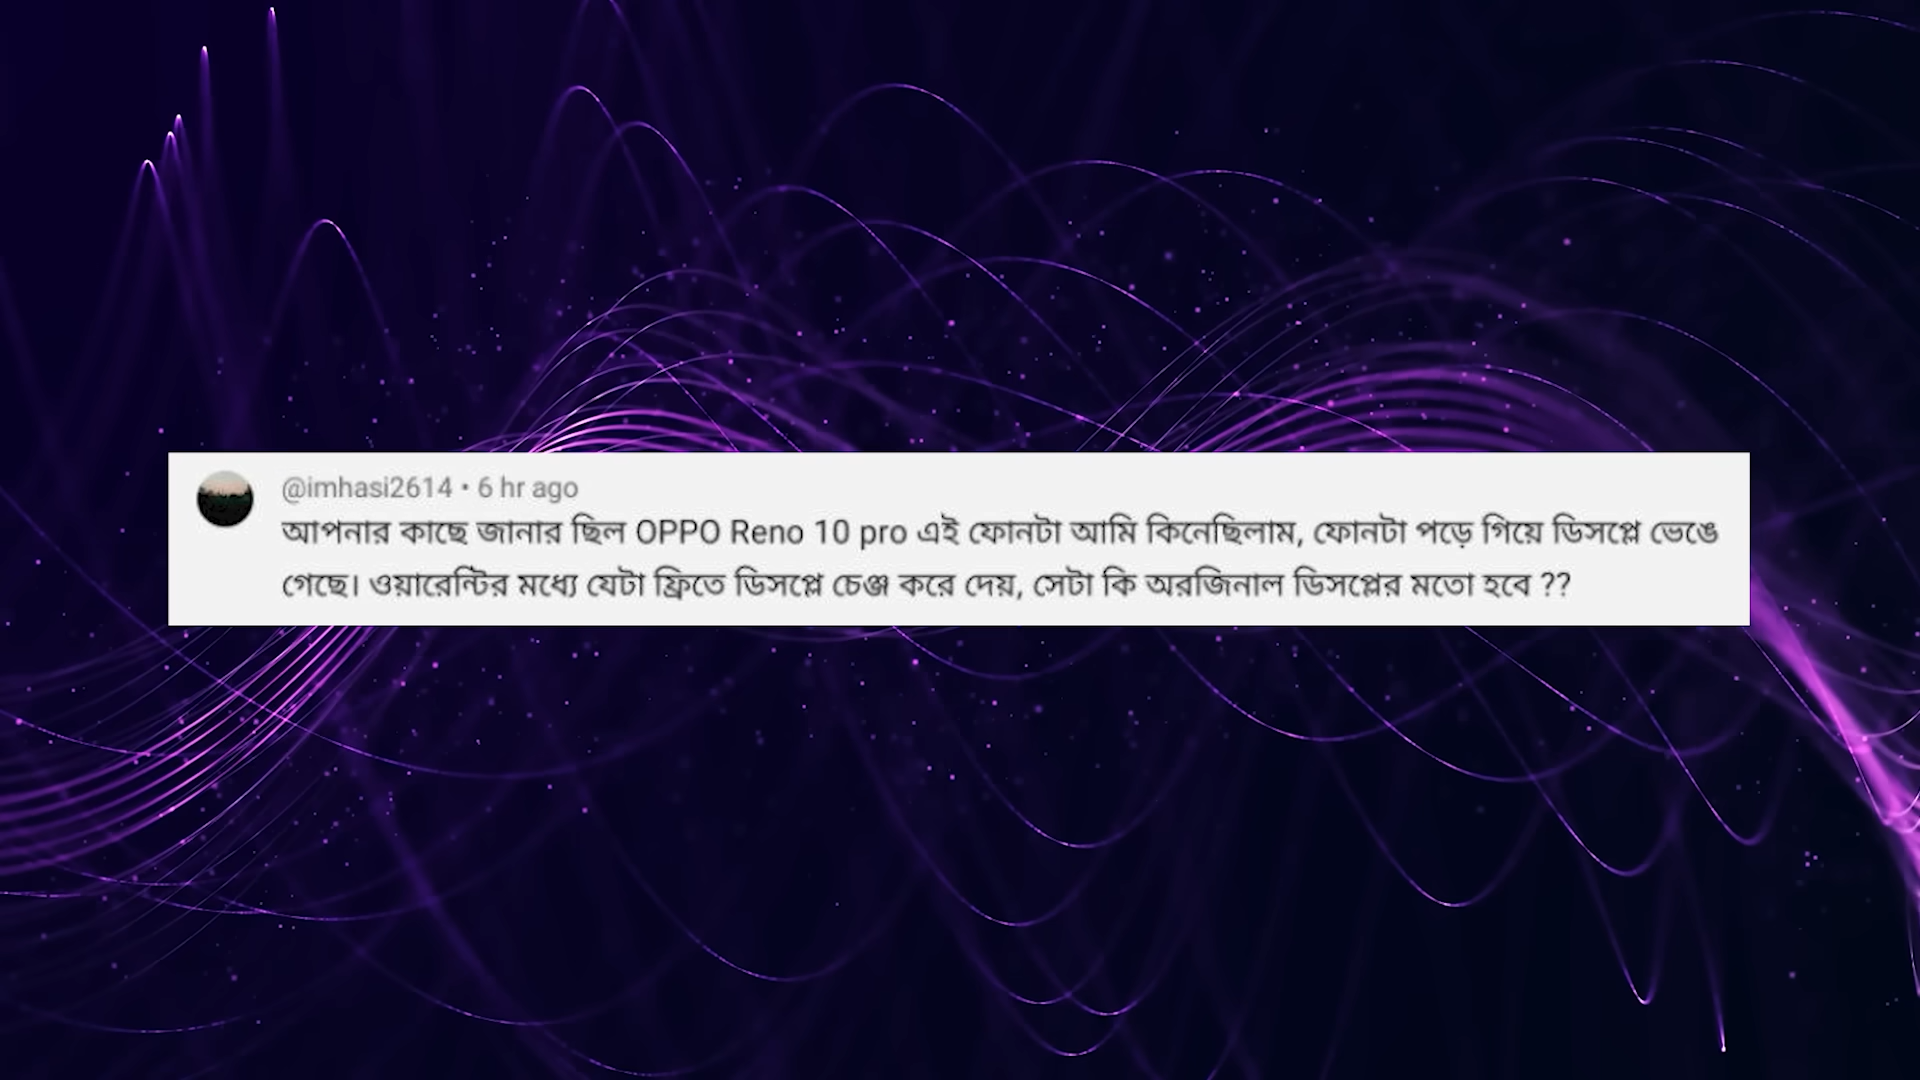 @imhasi2614 • 6 hr ago
আপনার কাছে জানার ছিল OPPO Reno 10 pro এই ফোনটা আমি কিনেছিলাম, ফোনটা পড়ে গিয়ে ডিসপ্লে ভেঙে
গেছে। ওয়ারেন্টির মধ্যে যেটা ফ্রিতে ডিসপ্লে চেঞ্জ করে দেয়, সেটা কি অরজিনাল ডিসপ্লের মতো হবে ??